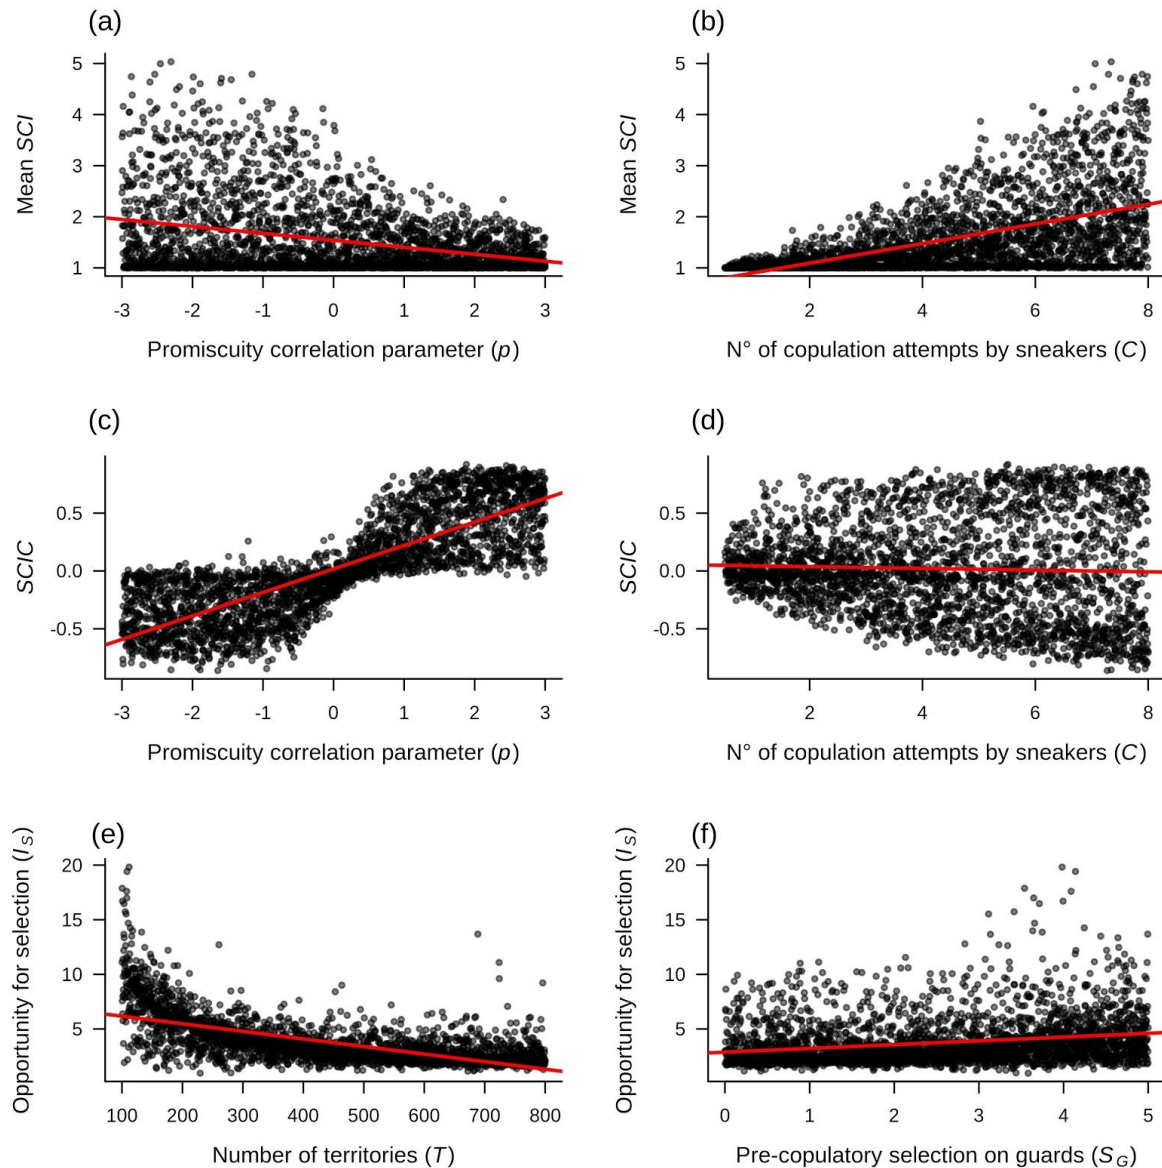 (a)
5
4
3
2
1
Mean SCI
-3 -2 -1 0 1 2 3
Promiscuity correlation parameter (p)
(b)
5
4
3
2
1
Mean SCI
2 4 6 8
N° of copulation attempts by sneakers (C)
(c)
0.5
0.0
-0.5
SCIC
-3 -2 -1 0 1 2 3
Promiscuity correlation parameter (p)
(d)
0.5
0.0
-0.5
SCIC
2 4 6 8
N° of copulation attempts by sneakers (C)
(e)
20
15
10
5
Opportunity for selection (I S)
100 200 300 400 500 600 700 800
Number of territories (T)
(f)
20
15
10
5
Opportunity for selection (I S)
0 1 2 3 4 5
Pre-copulatory selection on guards (S G)